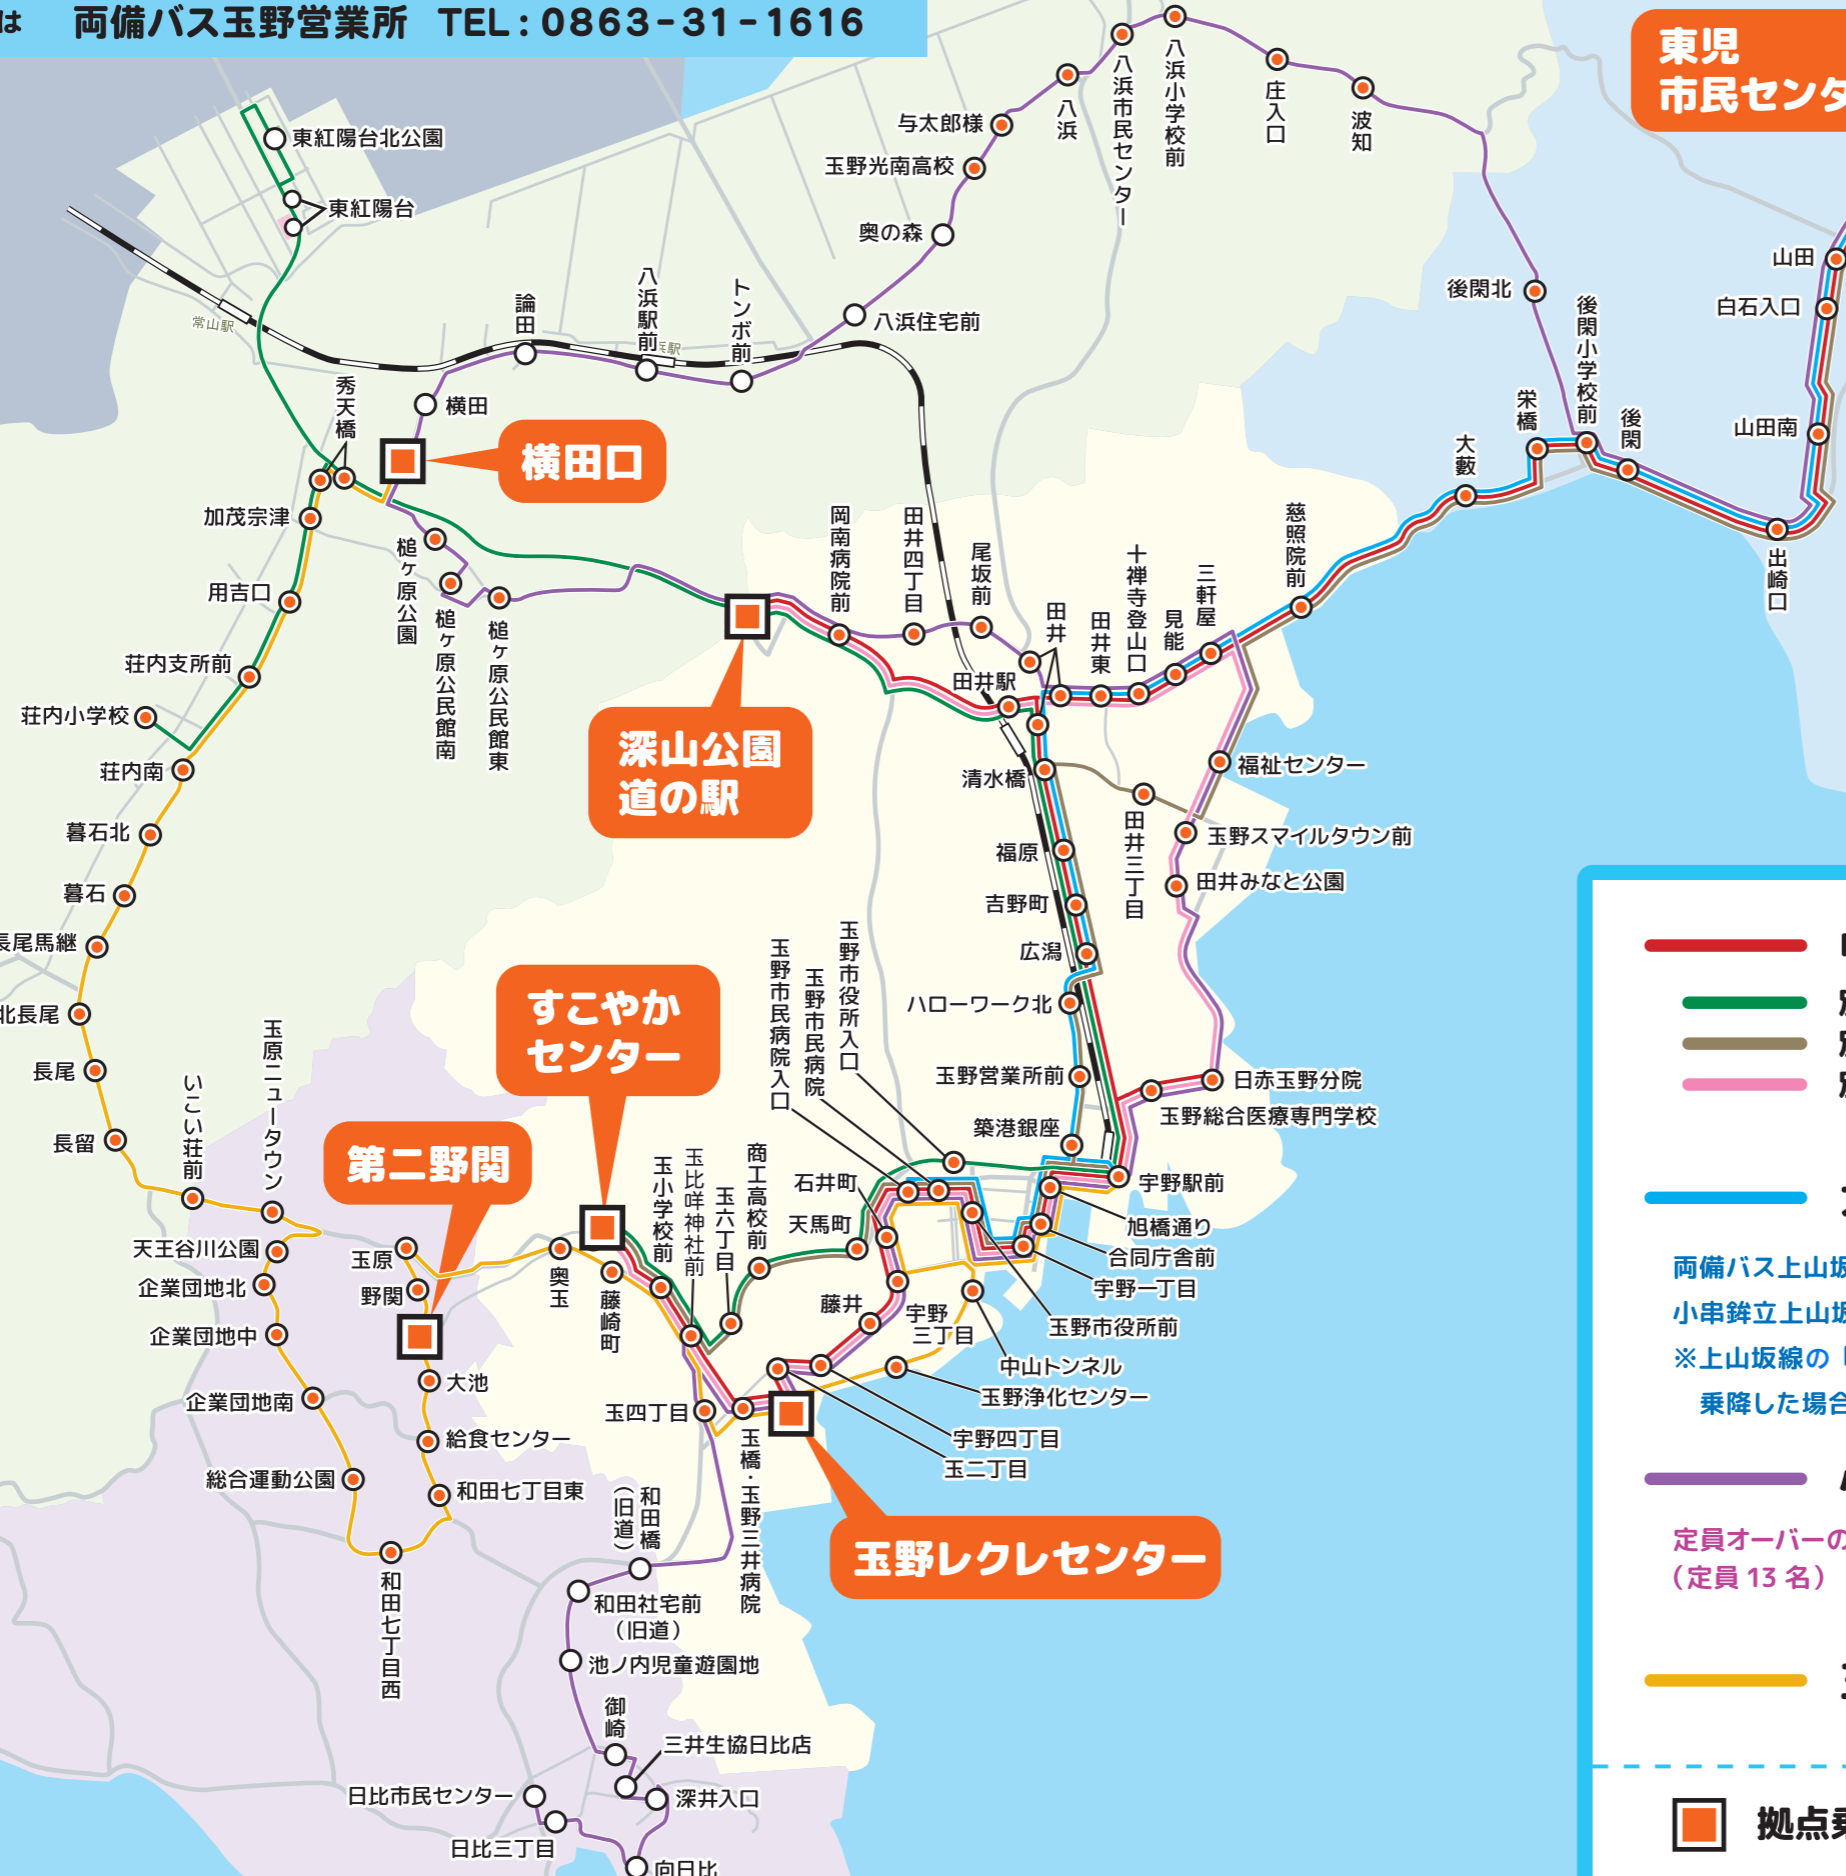 は 両備バス玉野営業所 TEL : 0863-31-1616
東児
市民センタ
東紅陽台北公園
東紅陽台
常山駅
与太郎様
玉野光南高校
奥の森
八浜
八浜市民センター
八浜小学校前
庄入口
波知
八浜住宅前
トンボ前
八浜駅前
浜駅
論田
横田
横田口
秀天橋
加茂宗津
用吉口
荘内支所前
荘内小学校
荘内南
暮石北
暮石
長尾馬継
北長尾
長尾
長留
いこい荘前
玉原ニュータウン
天王谷川公園
企業団地北
企業団地中
企業団地南
総合運動公園
和田七丁目西
和田七丁目東
給食センター
大池
第二野関
野関
玉原
奥玉
槌ヶ原公園
槌ヶ原公民館南
槌ヶ原公民館東
深山公園
道の駅
岡南病院前
田井四丁目
尾坂前
田井
田井駅
田井東
十禅寺登山口
見能
三軒屋
慈照院前
大藪
栄橋
後閑小学校前
後閑
後閑北
出崎口
山田
白石入口
山田南
清水橋
田井三丁目
福祉センター
玉野スマイルタウン前
田井みなと公園
福原
吉野町
広潟
ハローワーク北
玉野営業所前
築港銀座
日赤玉野分院
玉野総合医療専門学校
宇野駅前
旭橋通り
合同庁舎前
宇野一丁目
玉野市役所前
中山トンネル
玉野浄化センター
宇野四丁目
玉二丁目
玉野市役所入口
玉野市民病院
玉野市民病院入口
石井町
天馬町
商工高校前
玉六丁目
玉比咩神社前
玉小学校前
すこやか
センター
藤崎町
藤井
宇野
三丁目
玉四丁目
玉橋・玉野三井病院
玉野レクレセンター
和田橋
（旧道）
和田社宅前
（旧道）
池ノ内児童遊園地
御崎
三井生協日比店
深井入口
日比市民センター
日比三丁目
向日比
両備バス上山坂
小串鉾立上山坂
※上山坂線の
乗降した場合
定員オーバーの
（定員 13 名）
拠点乗